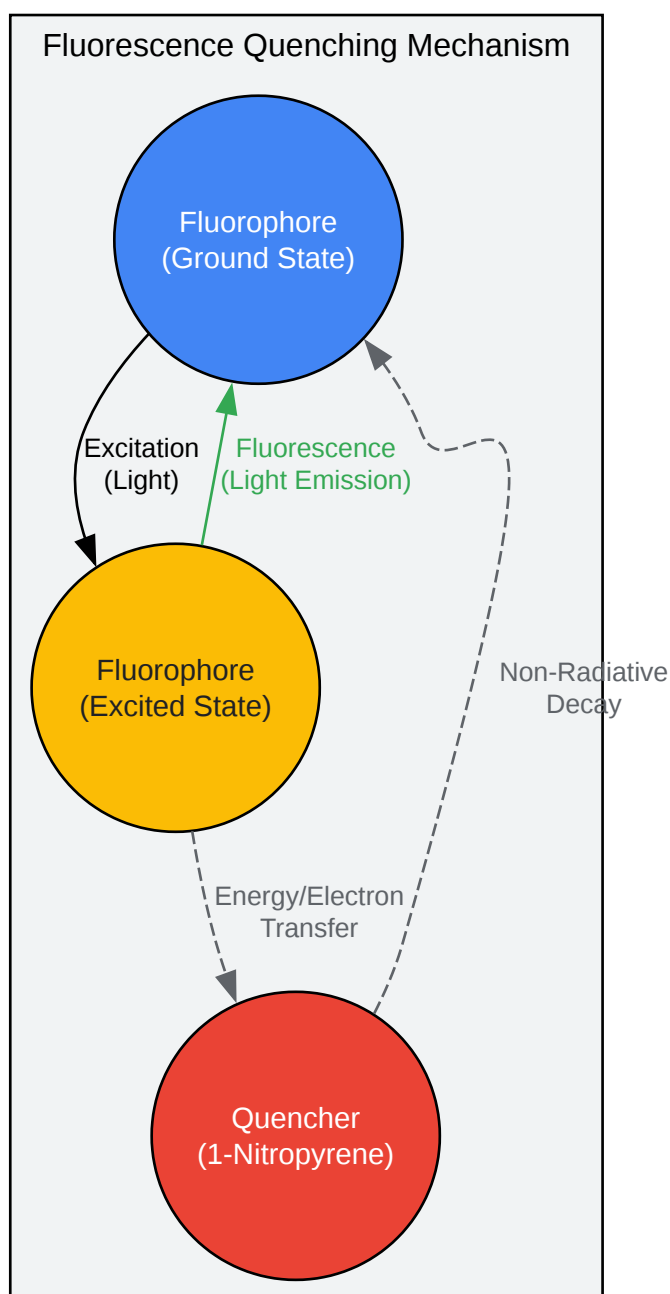 Fluorescence Quenching Mechanism
Fluorophore
(Ground State)
Excitation
(Light)
Fluorescence
(Light Emission)
Fluorophore
(Excited State)
Non-Radiative
Decay
Energy/Electron
Transfer
Quencher
(1-Nitropyrene)